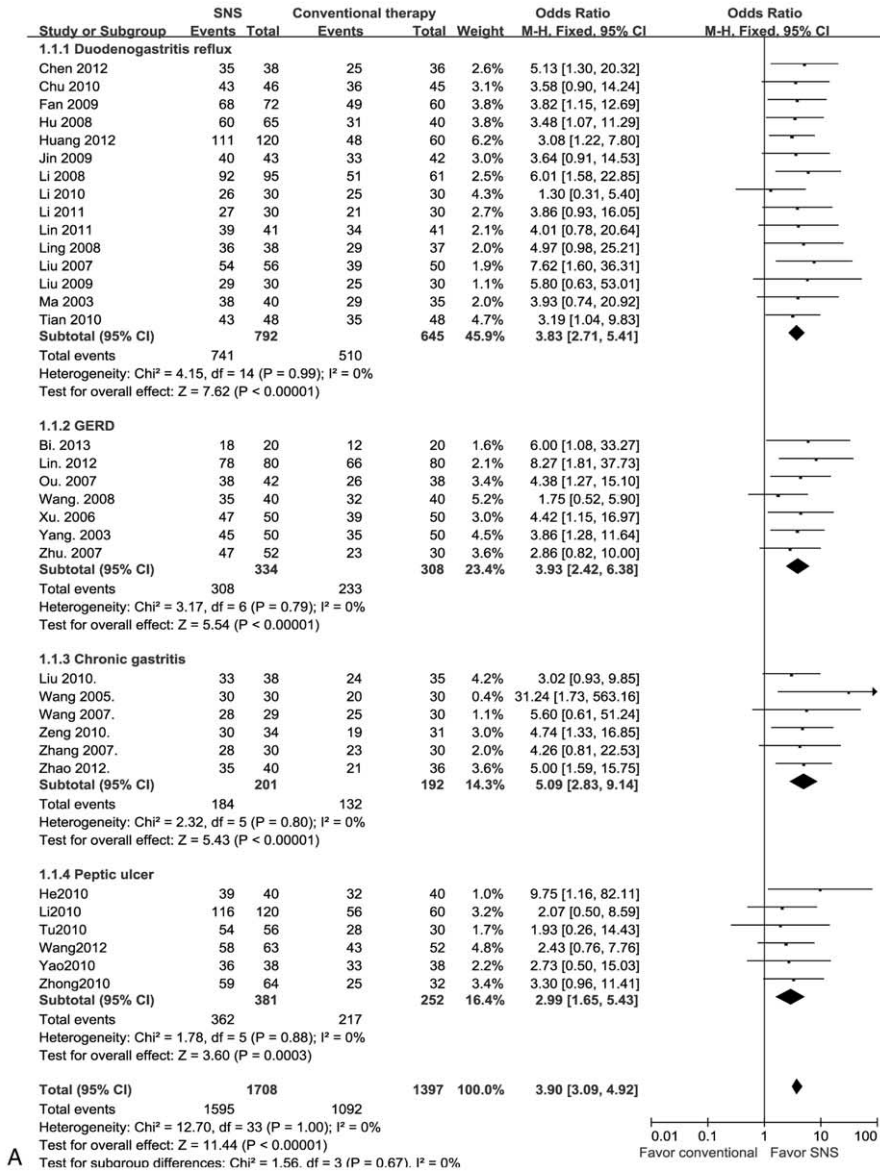 SNS Conventional therapy Odds Ratio Odds Ratio
Study or Subgroup Events Total Events Total Weight M-H. Fixed. 95% CI M-H. Fixed. 95% CI
1.1.1 Duodenogastritis reflux
Chen 2012 35 38 25 36 2.6% 5.13 [1.30, 20.32]
Chu 2010 43 46 36 45 3.1% 3.58 [0.90, 14.24]
Fan 2009 68 72 49 60 3.8% 3.82 [1.15, 12.69]
Hu 2008 60 65 31 40 3.8% 3.48 [1.07, 11.29]
Huang 2012 111 120 48 60 6.2% 3.08 [1.22, 7.80]
Jin 2009 40 43 33 42 3.0% 3.64 [0.91, 14.53]
Li 2008 92 95 51 61 2.5% 6.01 [1.58, 22.85]
Li 2010 26 30 25 30 4.3% 1.30 [0.31, 5.40]
Li 2011 27 30 21 30 2.7% 3.86 [0.93, 16.05]
Lin 2011 39 41 34 41 2.1% 4.01 [0.78, 20.64]
Ling 2008 36 38 29 37 2.0% 4.97 [0.98, 25.21]
Liu 2007 54 56 39 50 1.9% 7.62 [1.60, 36.31]
Liu 2009 29 30 25 30 1.1% 5.80 [0.63, 53.01]
Ma 2003 38 40 29 35 2.0% 3.93 [0.74, 20.92]
Tian 2010 43 48 35 48 4.7% 3.19 [1.04, 9.83]
Subtotal (95% CI) 792 645 45.9% 3.83 [2.71, 5.41]
Total events 741 510
Heterogeneity: Chi² = 4.15, df = 14 (P = 0.99); I² = 0%
Test for overall effect: Z = 7.62 (P < 0.00001)
1.1.2 GERD
Bi. 2013 18 20 12 20 1.6% 6.00 [1.08, 33.27]
Lin. 2012 78 80 66 80 2.1% 8.27 [1.81, 37.73]
Ou. 2007 38 42 26 38 3.4% 4.38 [1.27, 15.10]
Wang. 2008 35 40 32 40 5.2% 1.75 [0.52, 5.90]
Xu. 2006 47 50 39 50 3.0% 4.42 [1.15, 16.97]
Yang. 2003 45 50 35 50 4.5% 3.86 [1.28, 11.64]
Zhu. 2007 47 52 23 30 3.6% 2.86 [0.82, 10.00]
Subtotal (95% CI) 334 308 23.4% 3.93 [2.42, 6.38]
Total events 308 233
Heterogeneity: Chi² = 3.17, df = 6 (P = 0.79); I² = 0%
Test for overall effect: Z = 5.54 (P < 0.00001)
1.1.3 Chronic gastritis
Liu 2010. 33 38 24 35 4.2% 3.02 [0.93, 9.85]
Wang 2005. 30 30 20 30 0.4% 31.24 [1.73, 563.16]
Wang 2007. 28 29 25 30 1.1% 5.60 [0.61, 51.24]
Zeng 2010. 30 34 19 31 3.0% 4.74 [1.33, 16.85]
Zhang 2007. 28 30 23 30 2.0% 4.26 [0.81, 22.53]
Zhao 2012. 35 40 21 36 3.6% 5.00 [1.59, 15.75]
Subtotal (95% CI) 201 192 14.3% 5.09 [2.83, 9.14]
Total events 184 132
Heterogeneity: Chi² = 2.32, df = 5 (P = 0.80); I² = 0%
Test for overall effect: Z = 5.43 (P < 0.00001)
1.1.4 Peptic ulcer
He2010 39 40 32 40 1.0% 9.75 [1.16, 82.11]
Li2010 116 120 56 60 3.2% 2.07 [0.50, 8.59]
Tu2010 54 56 28 30 1.7% 1.93 [0.26, 14.43]
Wang2012 58 63 43 52 4.8% 2.43 [0.76, 7.76]
Yao2010 36 38 33 38 2.2% 2.73 [0.50, 15.03]
Zhong2010 59 64 25 32 3.4% 3.30 [0.96, 11.41]
Subtotal (95% CI) 381 252 16.4% 2.99 [1.65, 5.43]
Total events 362 217
Heterogeneity: Chi² = 1.78, df = 5 (P = 0.88); I² = 0%
Test for overall effect: Z = 3.60 (P = 0.0003)
Total (95% CI) 1708 1397 100.0% 3.90 [3.09, 4.92]
Total events 1595 1092
Heterogeneity: Chi² = 12.70, df = 33 (P = 1.00); I² = 0%
Test for overall effect: Z = 11.44 (P < 0.00001)
Test for subgroup differences: Chi² = 1.56, df = 3 (P = 0.67), I² = 0%
0.01 0.1 1 10 100
Favor conventional Favor SNS
A